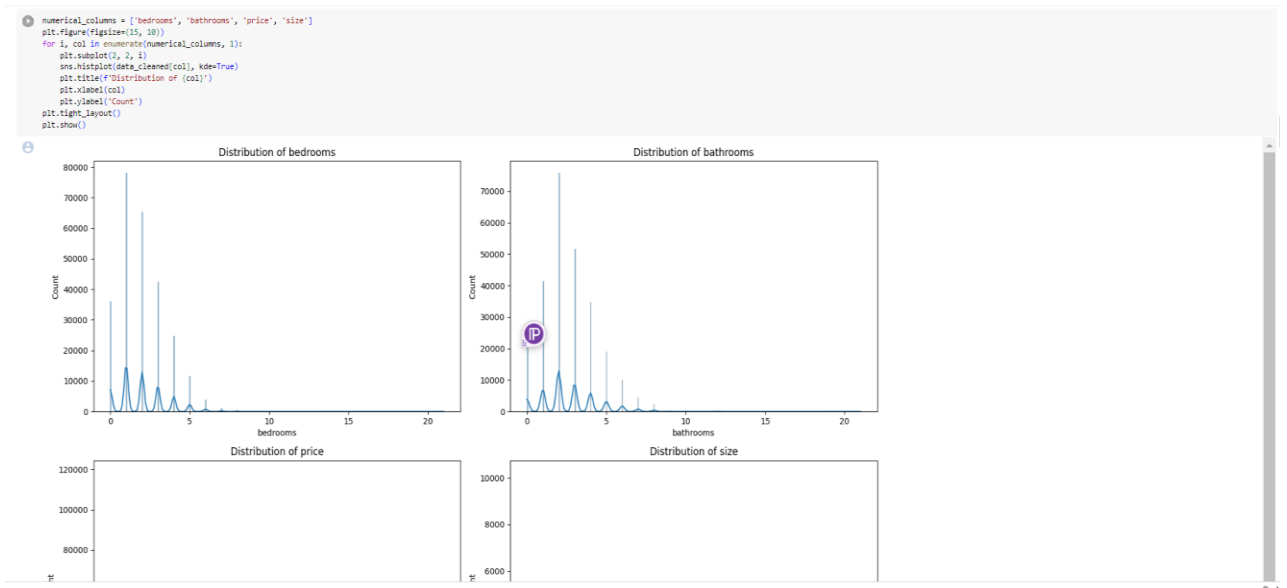 numerical_columns = ['bedrooms', 'bathrooms', 'price', 'size']
plt.figure(figsize=(15, 10))
for i, col in enumerate(numerical_columns, 1):
    plt.subplot(2, 2, i)
    sns.histplot(data_cleaned[col], kde=True)
    plt.title(f'Distribution of {col}')
    plt.xlabel(col)
    plt.ylabel('Count')
plt.tight_layout()
plt.show()
Distribution of bedrooms
80000
70000
60000
50000
40000
30000
20000
10000
0
Count
0 5 10 15 20
bedrooms
Distribution of bathrooms
70000
60000
50000
40000
30000
20000
10000
0
Count
0 5 10 15 20
bathrooms
P
Distribution of price
120000
100000
80000
Distribution of size
10000
8000
6000